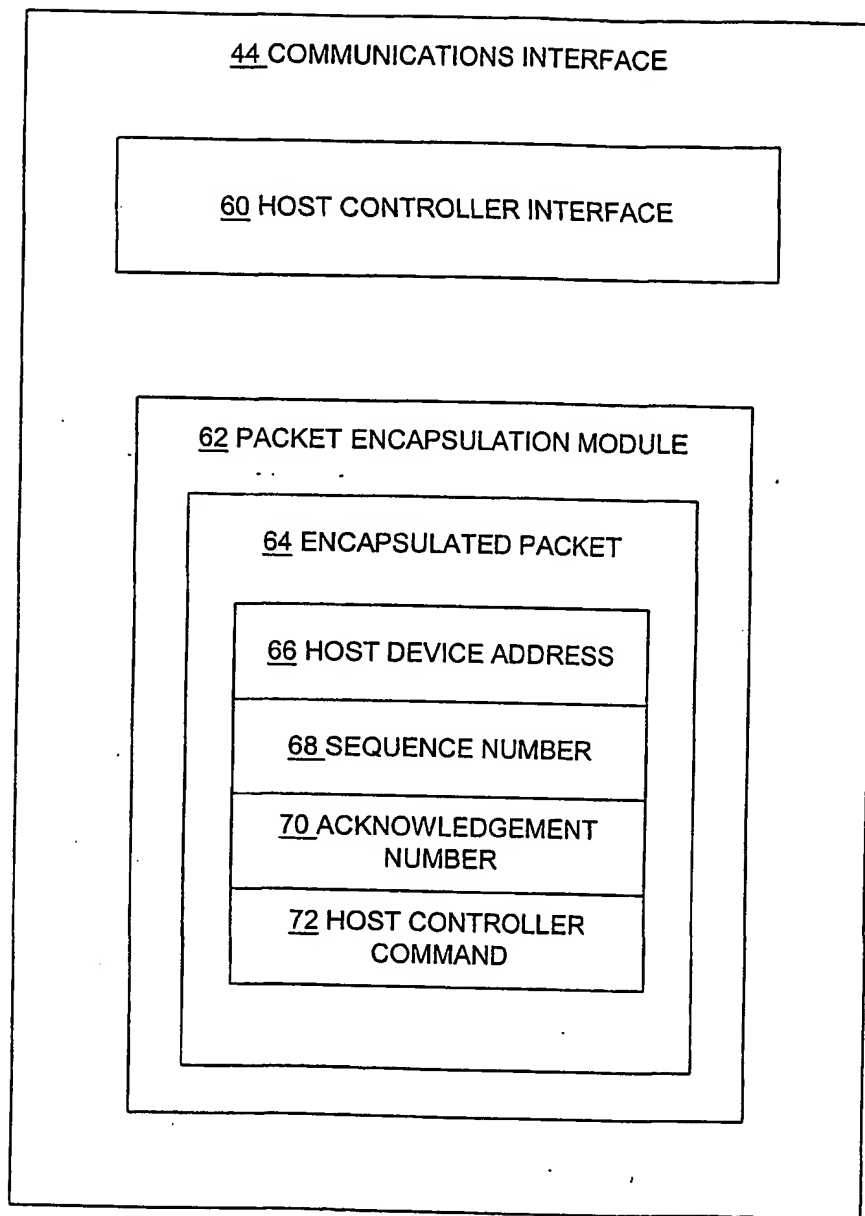 44 COMMUNICATIONS INTERFACE
60 HOST CONTROLLER INTERFACE
62 PACKET ENCAPSULATION MODULE
64 ENCAPSULATED PACKET
66 HOST DEVICE ADDRESS
68 SEQUENCE NUMBER
70 ACKNOWLEDGEMENT
NUMBER
72 HOST CONTROLLER
COMMAND